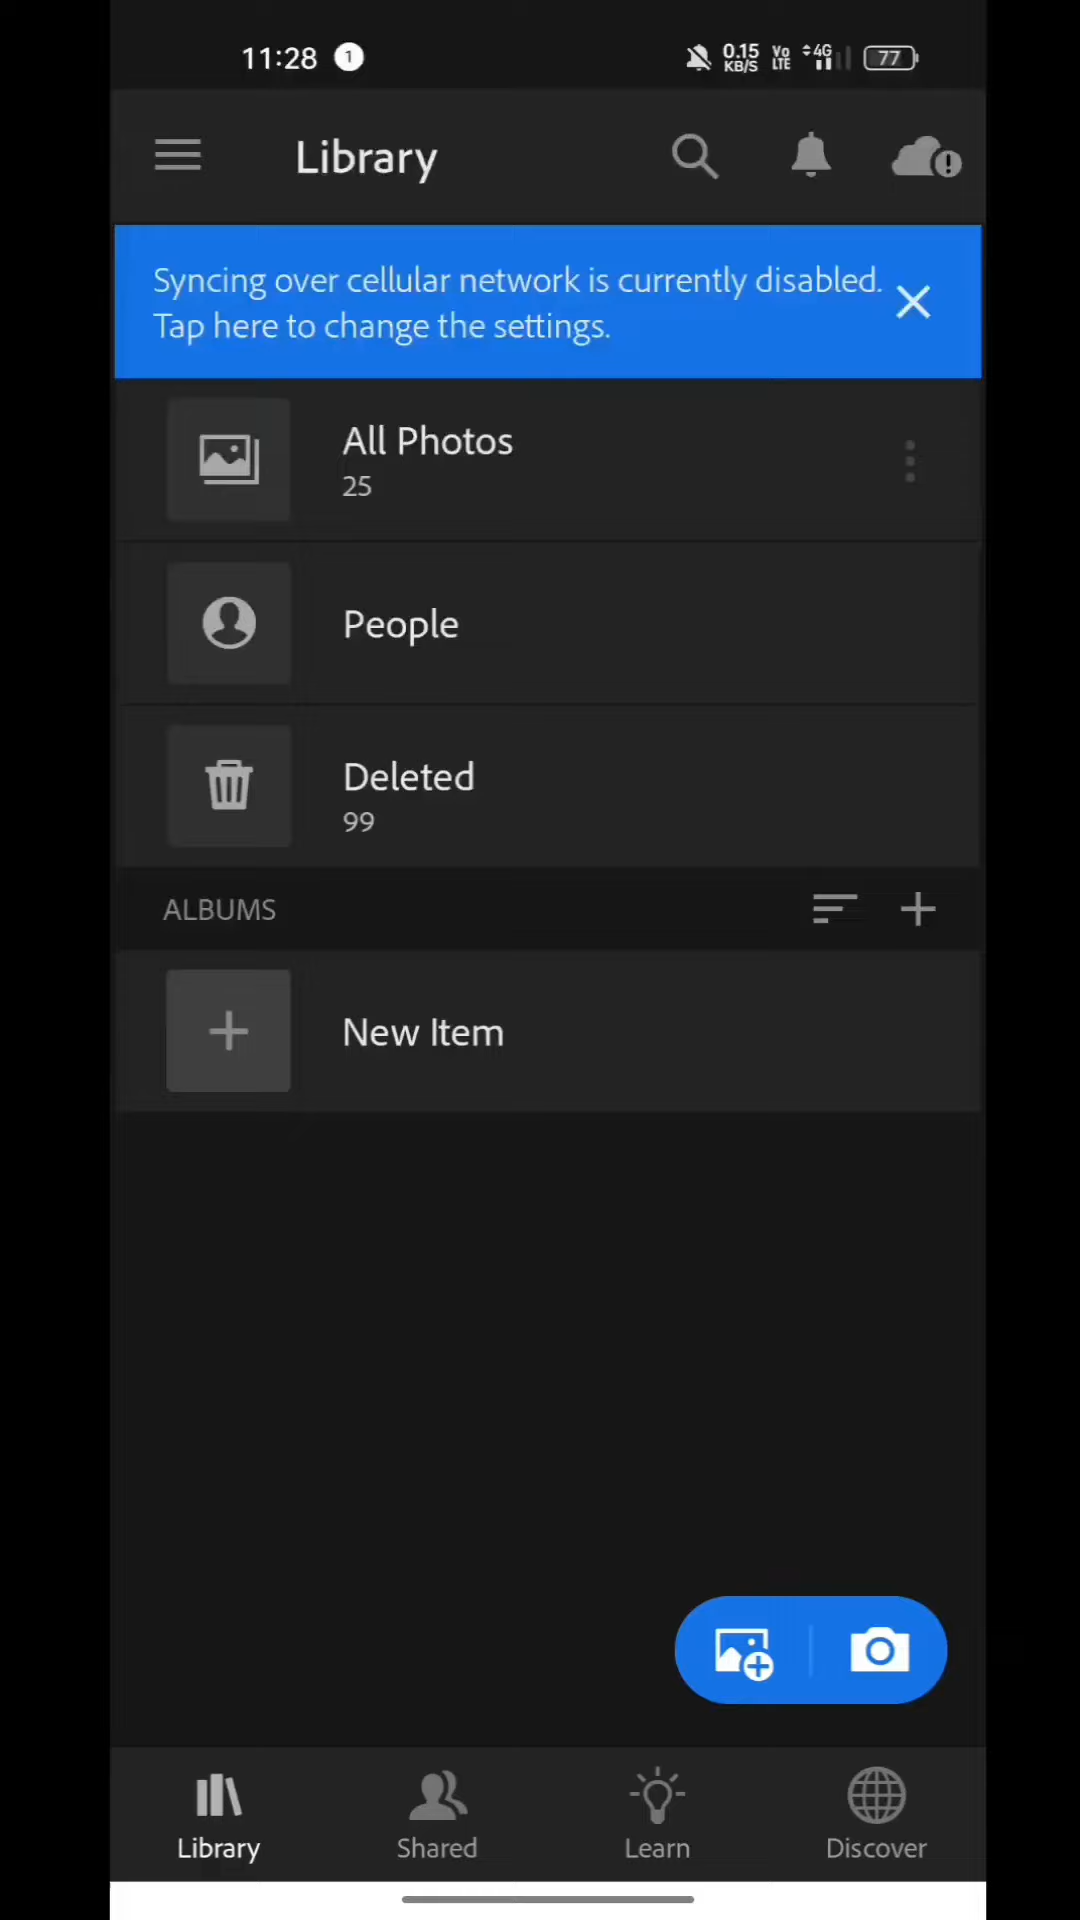 11:28 1 0.15 KB/S Vo LTE 4G 77
Library
Syncing over cellular network is currently disabled.
Tap here to change the settings.
All Photos
25
People
Deleted
99
ALBUMS
New Item
Library Shared Learn Discover